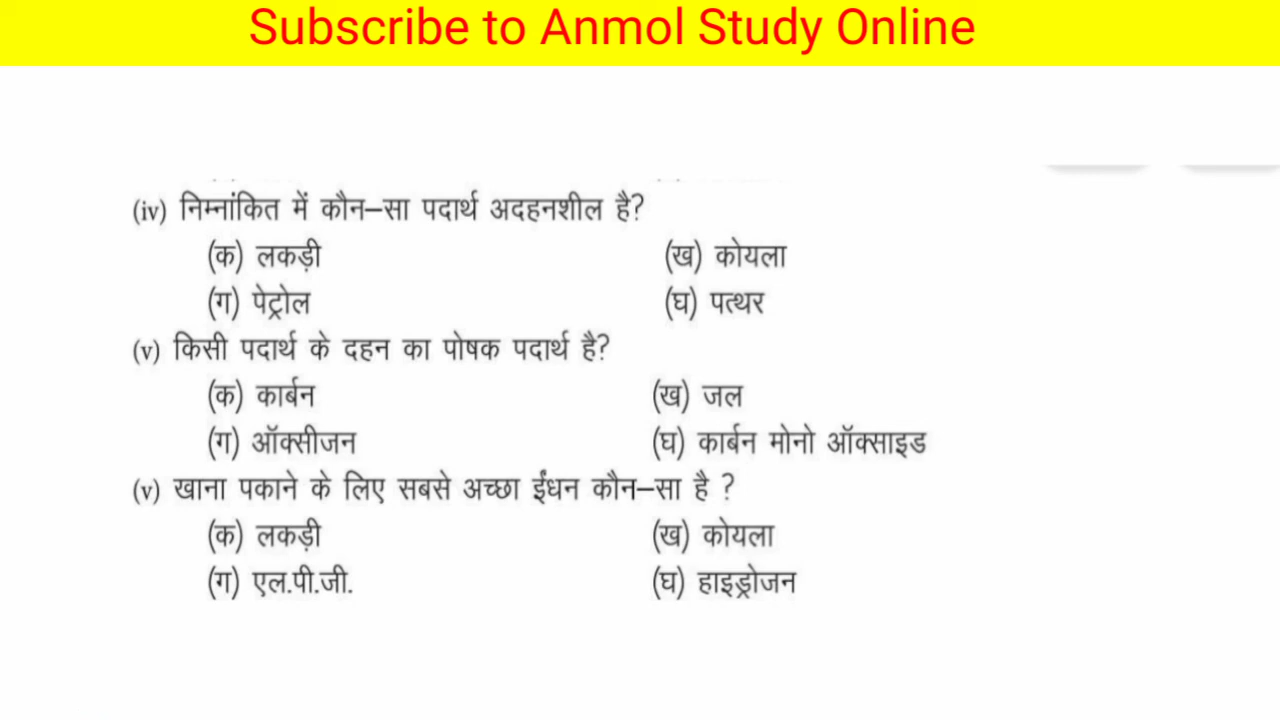 Subscribe to Anmol Study Online
(iv) निम्नांकित में कौन–सा पदार्थ अदहनशील है?
(क) लकड़ी (ख) कोयला
(ग) पेट्रोल (घ) पत्थर
(v) किसी पदार्थ के दहन का पोषक पदार्थ है?
(क) कार्बन (ख) जल
(ग) ऑक्सीजन (घ) कार्बन मोनो ऑक्साइड
(v) खाना पकाने के लिए सबसे अच्छा ईंधन कौन–सा है ?
(क) लकड़ी (ख) कोयला
(ग) एल.पी.जी. (घ) हाइड्रोजन